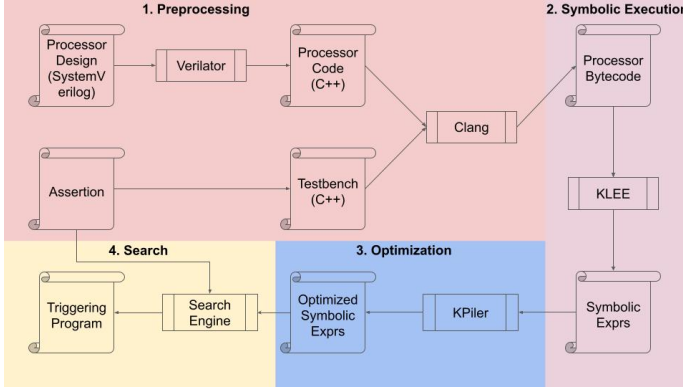 1. Preprocessing
2. Symbolic Execution
Processor
Design
(SystemV
erilog)
Verilator
Processor
Code
(C++)
Clang
Processor
Bytecode
Assertion
Testbench
(C++)
KLEE
4. Search
3. Optimization
Triggering
Program
Search
Engine
Optimized
Symbolic
Exprs
KPiler
Symbolic
Exprs